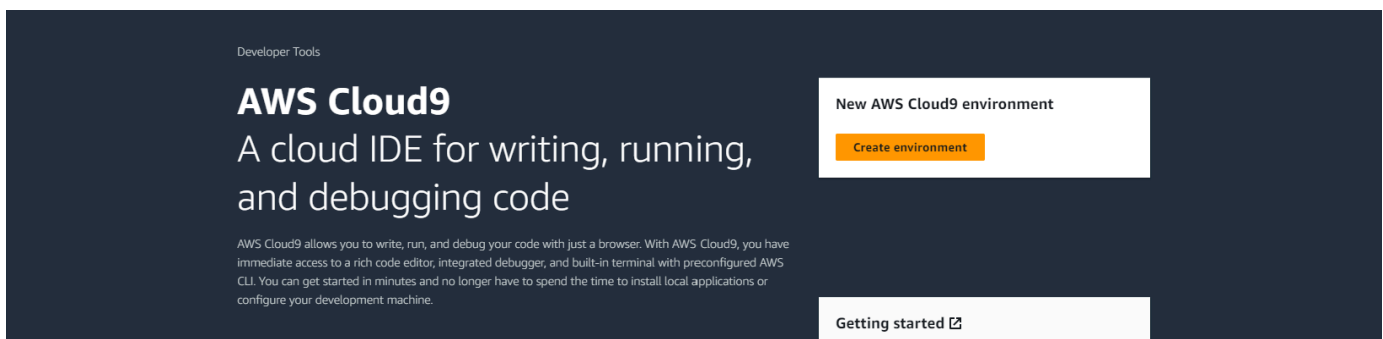 Developer Tools
AWS Cloud9
A cloud IDE for writing, running,
and debugging code
AWS Cloud9 allows you to write, run, and debug your code with just a browser. With AWS Cloud9, you have
immediate access to a rich code editor, integrated debugger, and built-in terminal with preconfigured AWS
CLI. You can get started in minutes and no longer have to spend the time to install local applications or
configure your development machine.
New AWS Cloud9 environment
Create environment
Getting started